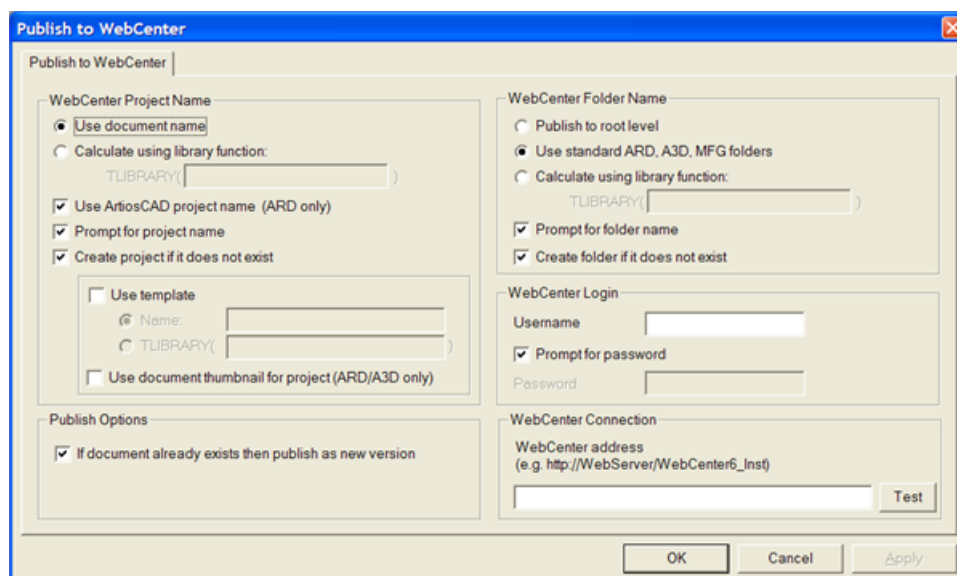 Publish to WebCenter
Publish to WebCenter
WebCenter Project Name
Use document name
Calculate using library function:
TLIBRARY( )
Use ArtiosCAD project name (ARD only)
Prompt for project name
Create project if it does not exist
Use template
Name:
TLIBRARY( )
Use document thumbnail for project (ARD/A3D only)
Publish Options
If document already exists then publish as new version
WebCenter Folder Name
Publish to root level
Use standard ARD, A3D, MFG folders
Calculate using library function:
TLIBRARY( )
Prompt for folder name
Create folder if it does not exist
WebCenter Login
Username
Prompt for password
Password
WebCenter Connection
WebCenter address
(e.g. http://WebServer/WebCenter6_Inst)
Test
OK
Cancel
Apply